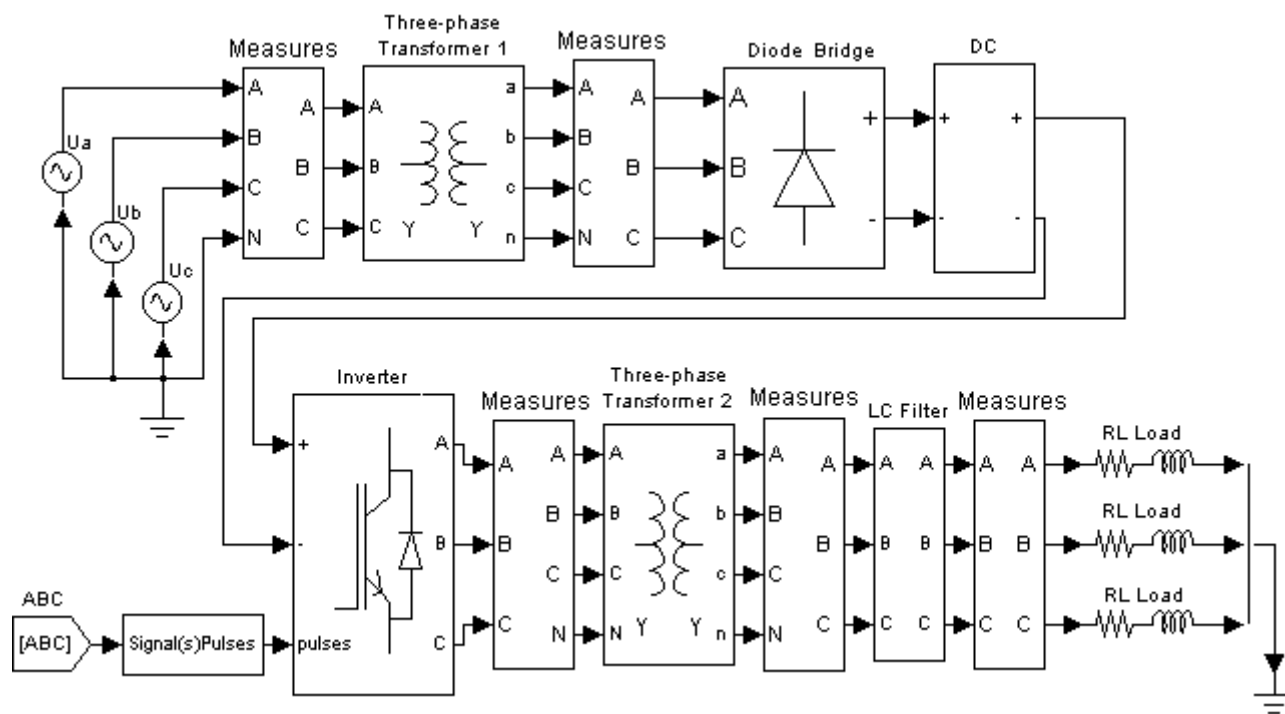 Three-phase
Transformer 1
Measures
Measures
Diode Bridge
DC
Ua
Ub
Uc
A
B
C
N
A
B
C
A
B
C
Y Y
a
b
c
n
A
B
C
N
A
B
C
A
B
C
+
-
+
-
+
-
Inverter
Measures
Three-phase
Transformer 2
Measures
LC Filter
Measures
+
-
pulses
A
B
C
A
B
C
A
B
C
N
A
B
C
N
Y Y
a
b
c
n
A
B
C
N
A
B
C
A
B
C
A
B
C
A
B
C
A
B
C
RL Load
RL Load
RL Load
ABC
[ABC]
Signal(s)Pulses